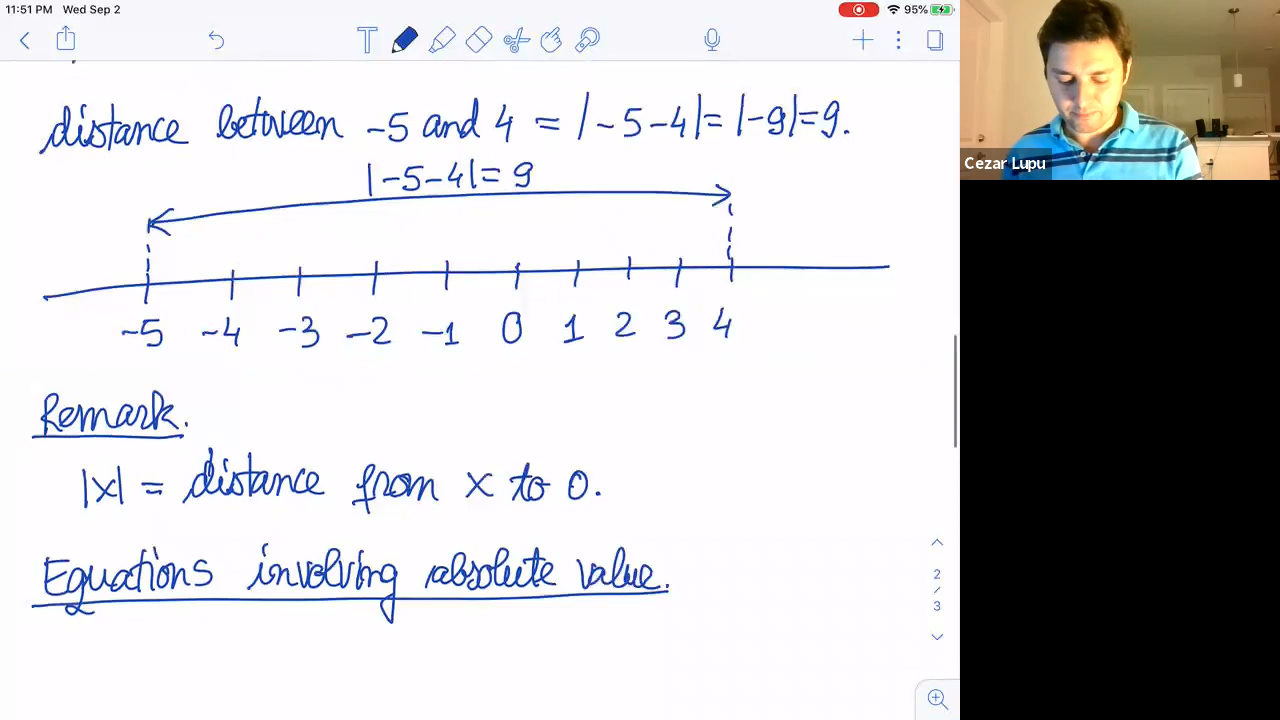 11:51 PM Wed Sep 2
95%
distance between -5 and 4 = |-5-4|= |-9|=9.
|-5-4|= 9
-5 -4 -3 -2 -1 0 1 2 3 4
Remark.
|x| = distance from x to 0.
Equations involving absolute value.
2
/
3
T
Cezar Lupu